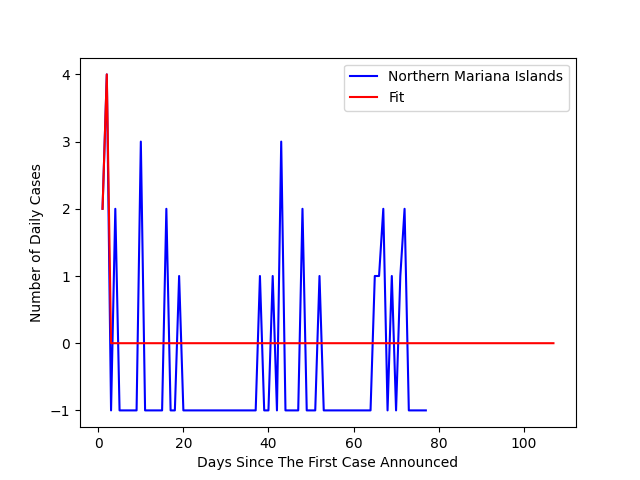 Northern Mariana Islands
Fit
4
3
2
1
0
−1
Number of Daily Cases
0 20 40 60 80 100
Days Since The First Case Announced